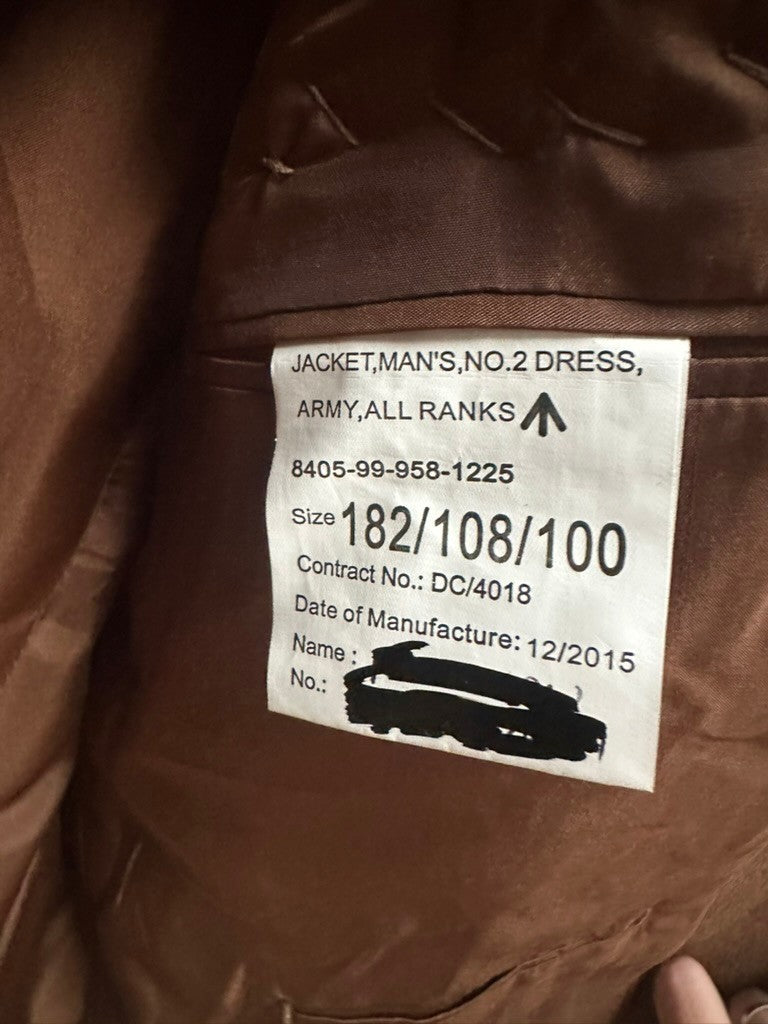 JACKET,MAN'S,NO.2 DRESS,
ARMY,ALL RANKS
8405-99-958-1225
Size 182/108/100
Contract No.: DC/4018
Date of Manufacture: 12/2015
Name :
No.: